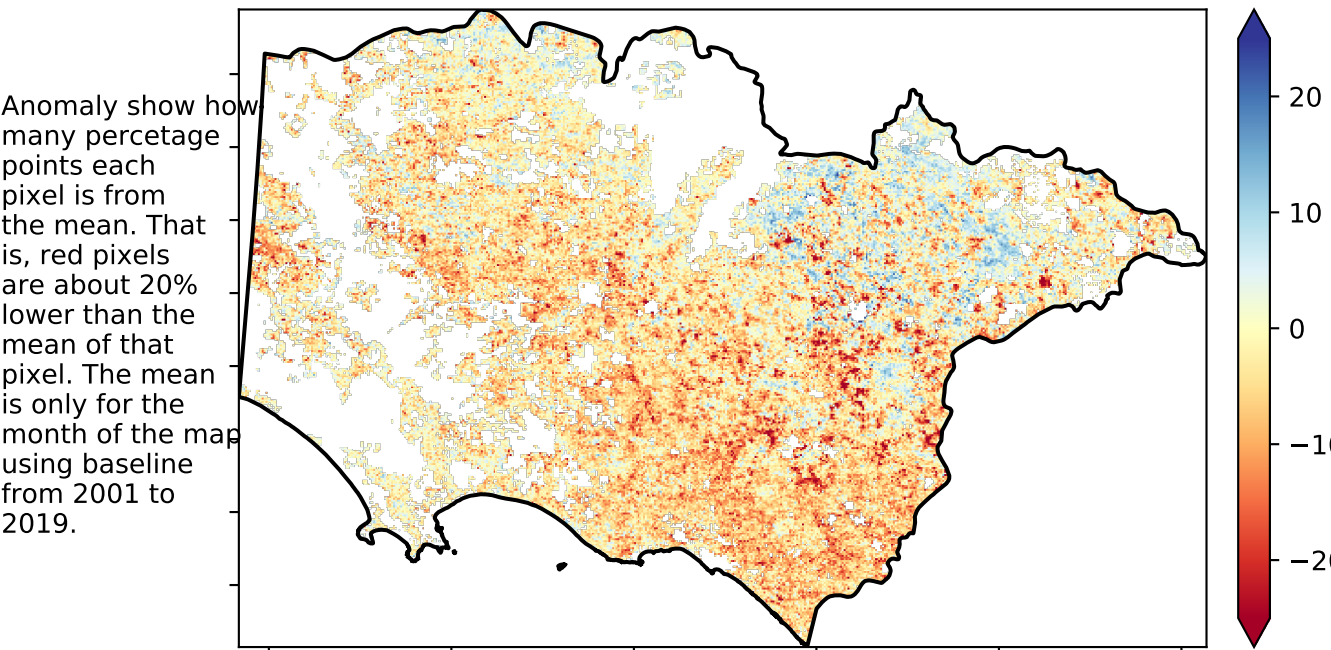 Anomaly show how
many percetage
points each
pixel is from
the mean. That
is, red pixels
are about 20%
lower than the
mean of that
pixel. The mean
is only for the
month of the map
using baseline
from 2001 to
2019.
20
10
0
−10
−20